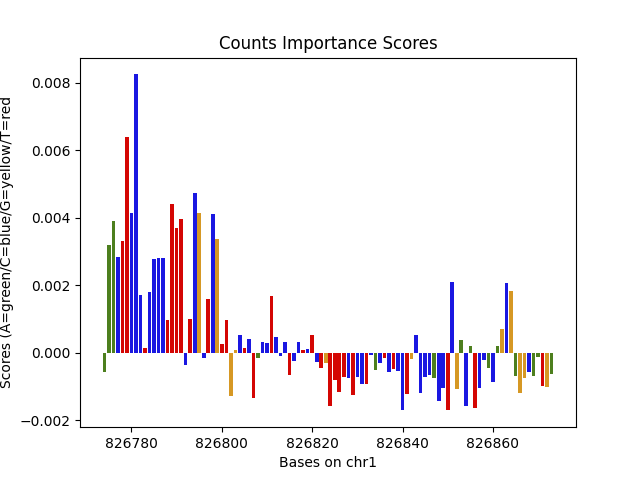 Counts Importance Scores
Scores (A=green/C=blue/G=yellow/T=red
0.008
0.006
0.004
0.002
0.000
−0.002
826780 826800 826820 826840 826860
Bases on chr1